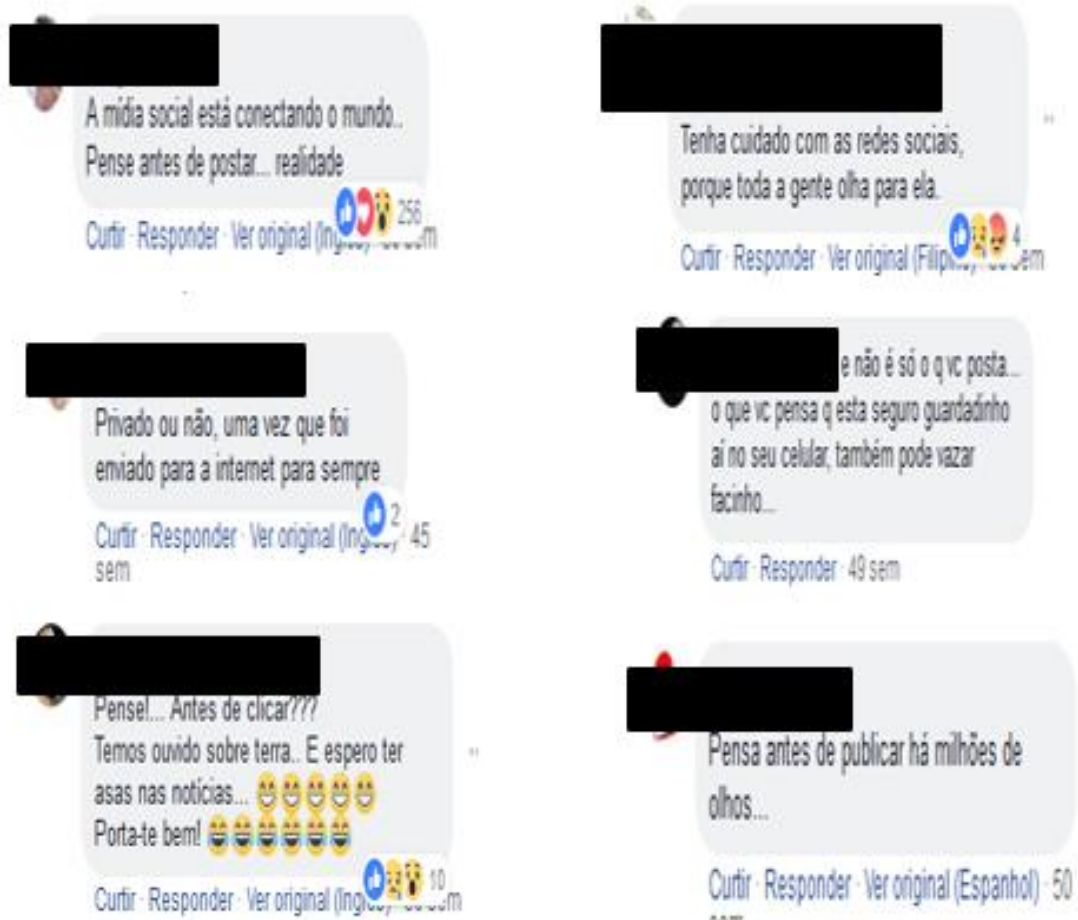 A mídia social está conectando o mundo..
Pense antes de postar... realidade
256
Curtir · Responder · Ver original
Privado ou não, uma vez que foi
enviado para a internet para sempre
2
Curtir · Responder · Ver original · 45
sem
Pense!... Antes de clicar???
Temos ouvido sobre terra.. E espero ter
asas nas notícias... 😁😁😁😁😁
Porta-te bem! 😂😂😂😂😂😂
10
Curtir · Responder · Ver original
Tenha cuidado com as redes sociais,
porque toda a gente olha para ela.
4
Curtir · Responder · Ver original
e não é só o q vc posta...
o que vc pensa q esta seguro guardadinho
aí no seu celular, também pode vazar
facinho...
Curtir · Responder · 49 sem
Pensa antes de publicar há milhões de
olhos...
Curtir · Responder · Ver original (Espanhol) · 50